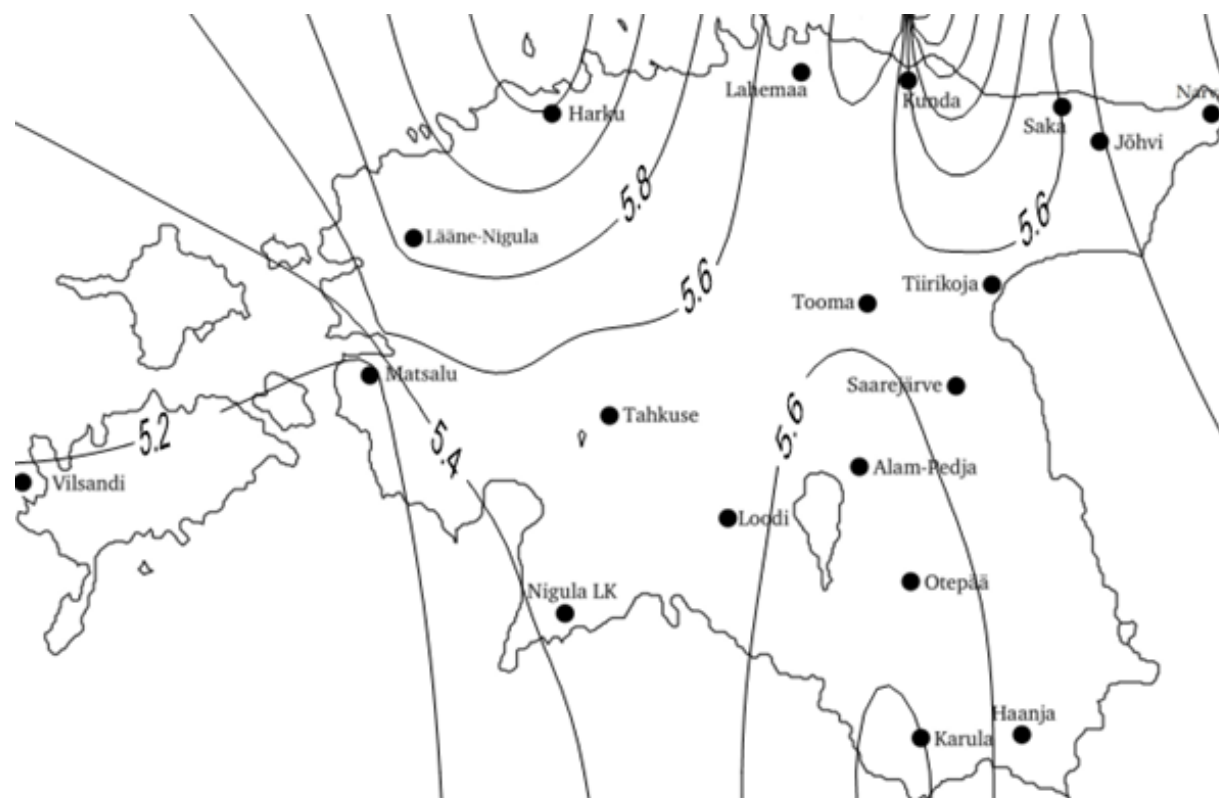 Lahemaa
Harku
Kunda
Narv
Saka
Jõhvi
5.8
5.6
Lääne-Nigula
5.6
Tiirikoja
Tooma
Matsalu
Saarejärve
5.6
Tahkuse
5.2
5.4
Alam-Pedja
Vilsandi
Loodi
Otepää
Nigula LK
Haanja
Karula